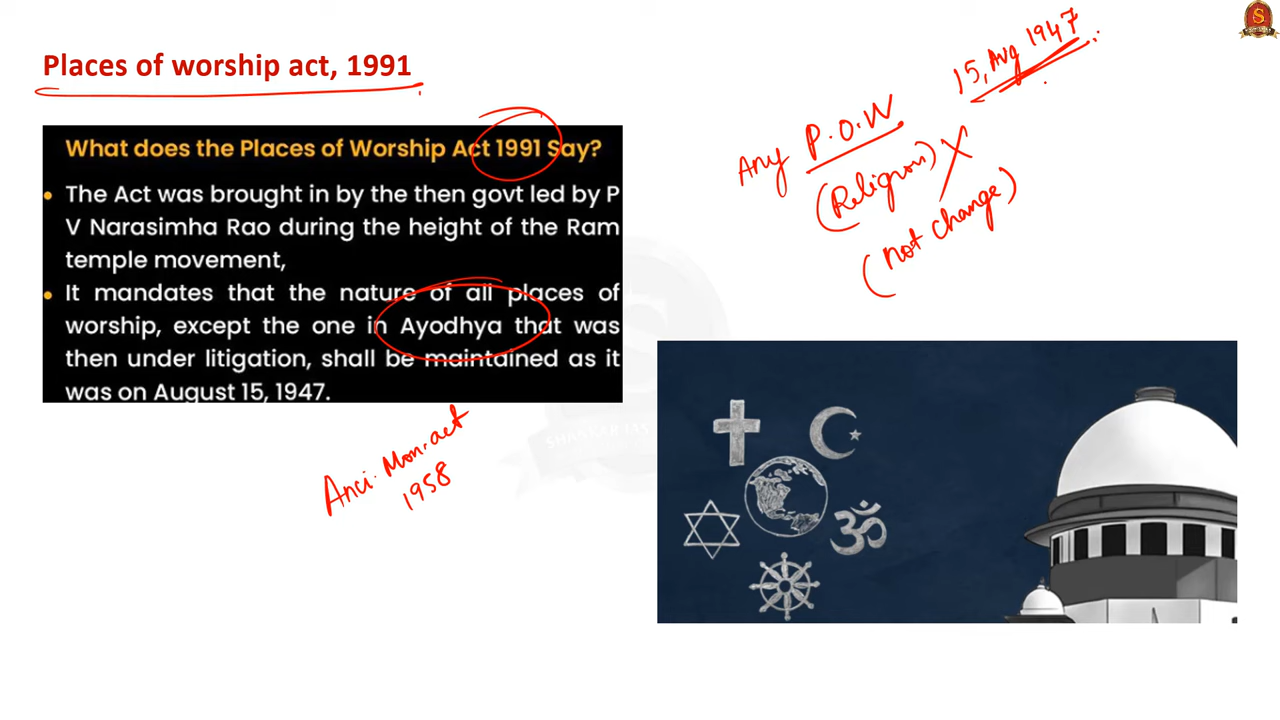 Places of worship act, 1991
What does the Places of Worship Act 1991 Say?
• The Act was brought in by the then govt led by P
V Narasimha Rao during the height of the Ram
temple movement,
• It mandates that the nature of all places of
worship, except the one in Ayodhya that was
then under litigation, shall be maintained as it
was on August 15, 1947.
Anci. Mon. act
1958
15, Aug 1947
Any P.O.W
(Religion) X
(not change)
SHANKAR IAS
S